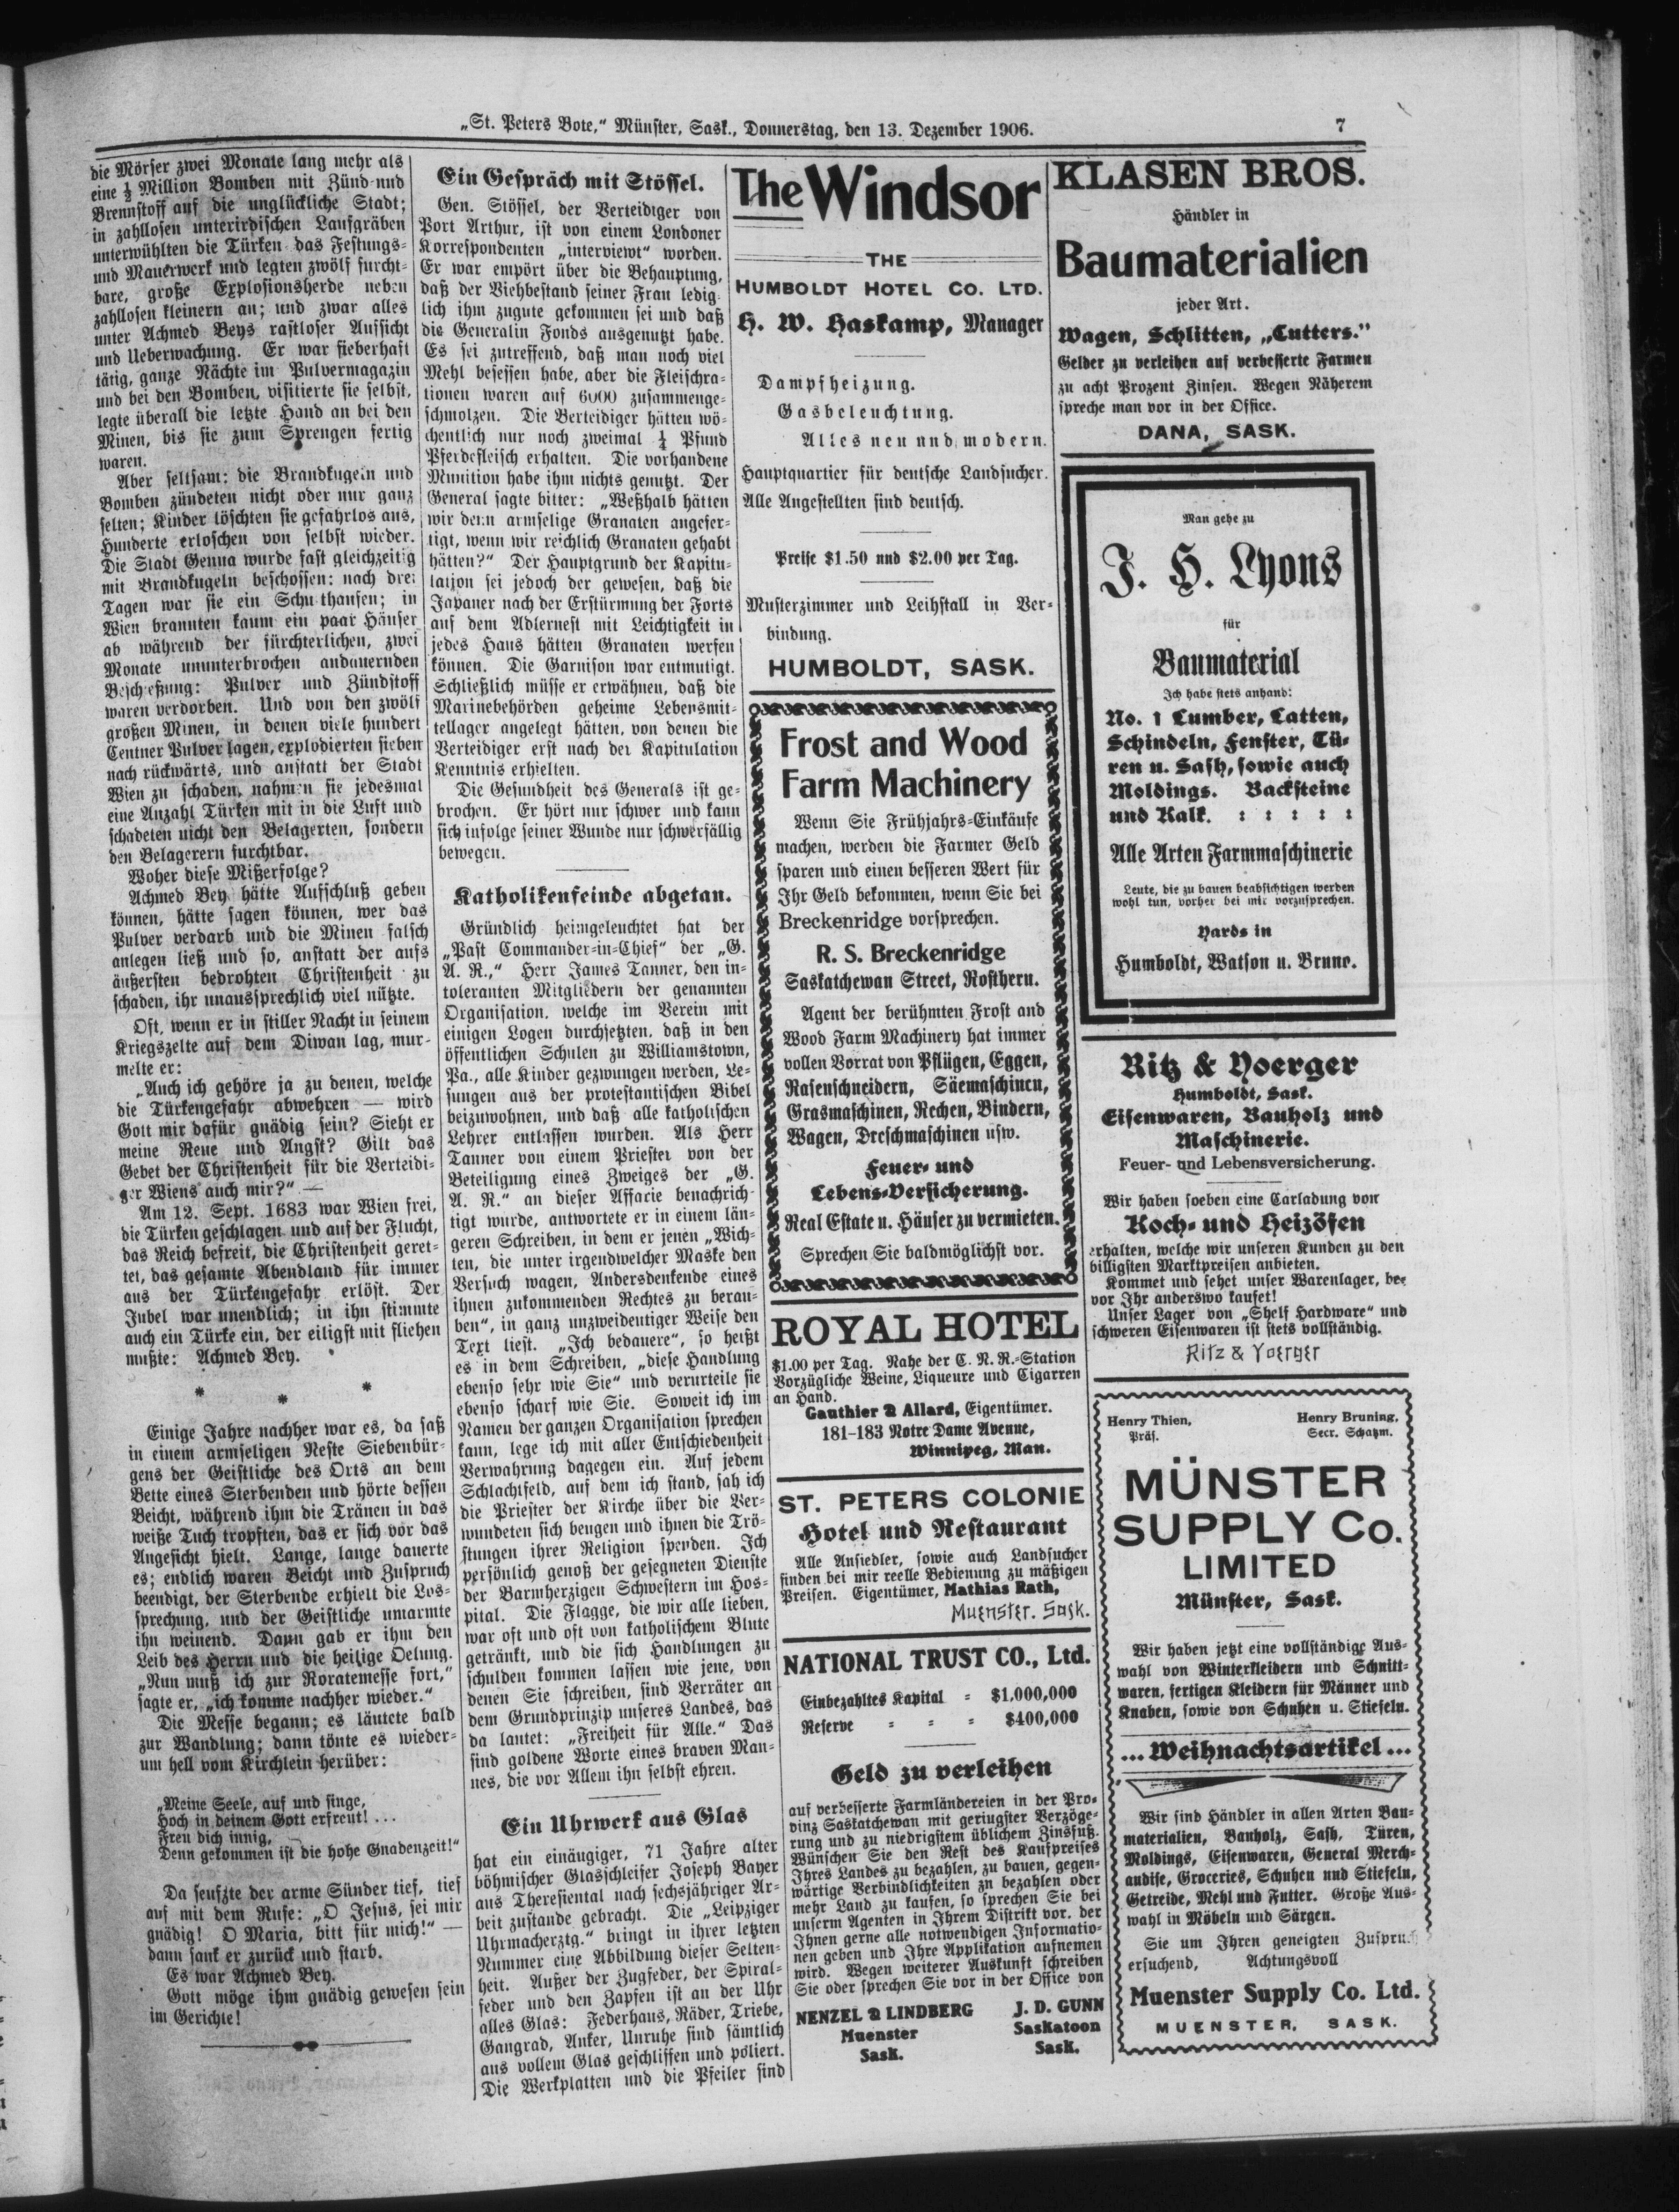 „St. Peters Bote,“ Münster, Sask., Donnerstag, den 13. Dezember 1906.
7
die Mörser zwei Monate lang mehr als
eine ½ Million Bomben mit Zünd- und
Brennstoff auf die unglückliche Stadt;
in zahllosen unterirdischen Laufgräben
unterwühlten die Türken das Festungs-
und Mauerwerk und legten zwölf furcht-
bare, große Explosionsherde neben
zahllosen kleinern an; und zwar alles
unter Achmed Beys rastloser Aufsicht
und Ueberwachung. Er war fieberhaft
tätig, ganze Nächte im Pulvermagazin
und bei den Bomben, visitierte sie selbst,
legte überall die letzte Hand an bei den
Minen, bis sie zum Sprengen fertig
waren.
Aber seltsam: die Brandkugeln und
Bomben zündeten nicht oder nur ganz
selten; Kinder löschten sie gefahrlos aus,
Hunderte erloschen von selbst wieder.
Die Stadt Genua wurde fast gleichzeitig
mit Brandkugeln beschossen: nach drei
Tagen war sie ein Schutthaufen; in
Wien brannten kaum ein paar Häuser
ab während der fürchterlichen, zwei
Monate ununterbrochen andauernden
Beschießung: Pulver und Zündstoff
waren verdorben. Und von den zwölf
großen Minen, in denen viele hundert
Centner Pulver lagen, explodierten sieben
nach rückwärts, und anstatt der Stadt
Wien zu schaden, nahmen sie jedesmal
eine Anzahl Türken mit in die Luft und
schadeten nicht den Belagerten, sondern
den Belagerern furchtbar.
Woher diese Mißerfolge?
Achmed Bey hätte Aufschluß geben
können, hätte sagen können, wer das
Pulver verdarb und die Minen falsch
anlegen ließ und so, anstatt der aufs
äußersten bedrohten Christenheit zu
schaden, ihr unaussprechlich viel nützte.
Oft, wenn er in stiller Nacht in seinem
Kriegszelte auf dem Diwan lag, mur-
melte er:
„Auch ich gehöre ja zu denen, welche
die Türkengefahr abwehren — wird
Gott mir dafür gnädig sein? Sieht er
meine Reue und Angst? Gilt das
Gebet der Christenheit für die Verteidi-
ger Wiens auch mir?“ —
Am 12. Sept. 1683 war Wien frei,
die Türken geschlagen und auf der Flucht,
das Reich befreit, die Christenheit geret-
tet, das gesamte Abendland für immer
aus der Türkengefahr erlöst. Der
Jubel war unendlich; in ihn stimmte
auch ein Türke ein, der eiligst mit fliehen
mußte: Achmed Bey.
* * *
Einige Jahre nachher war es, da saß
in einem armseligen Neste Siebenbür-
gens der Geistliche des Orts an dem
Bette eines Sterbenden und hörte dessen
Beicht, während ihm die Tränen in das
weiße Tuch tropften, das er sich vor das
Angesicht hielt. Lange, lange dauerte
es; endlich waren Beicht und Zuspruch
beendigt, der Sterbende erhielt die Los-
sprechung, und der Geistliche umarmte
ihn weinend. Dann gab er ihm den
Leib des Herrn und die heilige Oelung.
„Nun muß ich zur Roratemesse fort,“
sagte er, „ich komme nachher wieder.“
Die Messe begann; es läutete bald
zur Wandlung; dann tönte es wieder-
um hell vom Kirchlein herüber:
„Meine Seele, auf und singe,
Hoch in deinem Gott erfreut! ...
Freu dich innig,
Denn gekommen ist die hohe Gnadenzeit!“
Da seufzte der arme Sünder tief, tief
auf mit dem Rufe: „O Jesus, sei mir
gnädig! O Maria, bitt für mich!“ —
dann sank er zurück und starb.
Es war Achmed Bey.
Gott möge ihm gnädig gewesen sein
im Gerichte!
Ein Gespräch mit Stössel.
Gen. Stössel, der Verteidiger von
Port Arthur, ist von einem Londoner
Korrespondenten „interviewt“ worden.
Er war empört über die Behauptung,
daß der Viehbestand seiner Frau ledig-
lich ihm zugute gekommen sei und daß
die Generalin Fonds ausgenutzt habe.
Es sei zutreffend, daß man noch viel
Mehl besessen habe, aber die Fleischra-
tionen waren auf 6000 zusammenge-
schmolzen. Die Verteidiger hätten wö-
chentlich nur noch zweimal ¼ Pfund
Pferdefleisch erhalten. Die vorhandene
Munition habe ihm nichts genutzt. Der
General sagte bitter: „Weßhalb hätten
wir denn armselige Granaten angefer-
tigt, wenn wir reichlich Granaten gehabt
hätten?“ Der Hauptgrund der Kapitu-
latjon sei jedoch der gewesen, daß die
Japaner nach der Erstürmung der Forts
auf dem Adlernest mit Leichtigkeit in
jedes Haus hätten Granaten werfen
können. Die Garnison war entmutigt.
Schließlich müsse er erwähnen, daß die
Marinebehörden geheime Lebensmit-
tellager angelegt hätten, von denen die
Verteidiger erst nach der Kapitulation
Kenntnis erhielten.
Die Gesundheit des Generals ist ge-
brochen. Er hört nur schwer und kann
sich infolge seiner Wunde nur schwerfällig
bewegen.
Katholikenfeinde abgetan.
Gründlich heimgeleuchtet hat der
„Past Commander-in-Chief“ der „G.
A. R.,“ Herr James Tanner, den in-
toleranten Mitgliedern der genannten
Organisation, welche im Verein mit
einigen Logen durchsetzten, daß in den
öffentlichen Schulen zu Williamstown,
Pa., alle Kinder gezwungen werden, Le-
sungen aus der protestantischen Bibel
beizuwohnen, und daß alle katholischen
Lehrer entlassen wurden. Als Herr
Tanner von einem Priester von der
Beteiligung eines Zweiges der „G.
A. R.“ an dieser Affarie benachrich-
tigt wurde, antwortete er in einem län-
geren Schreiben, in dem er jenen „Wich-
ten, die unter irgendwelcher Maske den
Versuch wagen, Andersdenkende eines
ihnen zukommenden Rechtes zu berau-
ben“, in ganz unzweideutiger Weise den
Text liest. „Ich bedauere“, so heißt
es in dem Schreiben, „diese Handlung
ebenso sehr wie Sie“ und verurteile sie
ebenso scharf wie Sie. Soweit ich im
Namen der ganzen Organisation sprechen
kann, lege ich mit aller Entschiedenheit
Verwahrung dagegen ein. Auf jedem
Schlachtfeld, auf dem ich stand, sah ich
die Priester der Kirche über die Ver-
wundeten sich beugen und ihnen die Trö-
stungen ihrer Religion spenden. Ich
persönlich genoß der gesegneten Dienste
der Barmherzigen Schwestern im Hos-
pital. Die Flagge, die wir alle lieben,
war oft und oft von katholischem Blute
getränkt, und die sich Handlungen zu
schulden kommen lassen wie jene, von
denen Sie schreiben, sind Verräter an
dem Grundprinzip unseres Landes, das
da lautet: „Freiheit für Alle.“ Das
sind goldene Worte eines braven Man-
nes, die vor Allem ihn selbst ehren.
Ein Uhrwerk aus Glas
hat ein einäugiger, 71 Jahre alter
böhmischer Glasschleifer Joseph Bayer
aus Theresiental nach sechsjähriger Ar-
beit zustande gebracht. Die „Leipziger
Uhrmacherztg.“ bringt in ihrer letzten
Nummer eine Abbildung dieser Selten-
heit. Außer der Zugfeder, der Spiral-
feder und den Zapfen ist an der Uhr
alles Glas: Federhaus, Räder, Triebe,
Gangrad, Anker, Unruhe sind sämtlich
aus vollem Glas geschliffen und poliert.
Die Werkplatten und die Pfeiler sind
The Windsor
THE
HUMBOLDT HOTEL CO. LTD.
H. W. Haskamp, Manager
Dampfheizung.
Gasbeleuchtung.
Alles neu und modern.
Hauptquartier für deutsche Landsucher.
Alle Angestellten sind deutsch.
Preise $1.50 und $2.00 per Tag.
Musterzimmer und Leihstall in Ver-
bindung.
HUMBOLDT, SASK.
Frost and Wood
Farm Machinery
Wenn Sie Frühjahrs-Einkäufe
machen, werden die Farmer Geld
sparen und einen besseren Wert für
Ihr Geld bekommen, wenn Sie bei
Breckenridge vorsprechen.
R. S. Breckenridge
Saskatchewan Street, Rosthern.
Agent der berühmten Frost and
Wood Farm Machinery hat immer
vollen Vorrat von Pflügen, Eggen,
Rasenschneidern, Säemaschinen,
Grasmaschinen, Rechen, Bindern,
Wagen, Dreschmaschinen usw.
Feuer- und
Lebens-Versicherung.
Real Estate u. Häuser zu vermieten.
Sprechen Sie baldmöglichst vor.
ROYAL HOTEL
$1.00 per Tag. Nahe der C. N. R.-Station
Vorzügliche Weine, Liqueure und Cigarren
an Hand.
Gauthier & Allard, Eigentümer.
181–183 Notre Dame Avenue,
Winnipeg, Man.
ST. PETERS COLONIE
Hotel und Restaurant
Alle Ansiedler, sowie auch Landsucher
finden bei mir reelle Bedienung zu mäßigen
Preisen. Eigentümer, Mathias Rath,
Muenster. Sask.
NATIONAL TRUST CO., Ltd.
Einbezahltes Kapital - $1,000,000
Reserve - - - $400,000
Geld zu verleihen
auf verbesserte Farmländereien in der Pro-
vinz Saskatchewan mit geringster Verzöge-
rung und zu niedrigstem üblichem Zinsfuß.
Wünschen Sie den Rest des Kaufpreises
Ihres Landes zu bezahlen, zu bauen, gegen-
wärtige Verbindlichkeiten zu bezahlen oder
mehr Land zu kaufen, so sprechen Sie bei
unserm Agenten in Ihrem Distrikt vor, der
Ihnen gerne alle notwendigen Informatio-
nen geben und Ihre Applikation aufnemen
wird. Wegen weiterer Auskunft schreiben
Sie oder sprechen Sie vor in der Office von
NENZEL & LINDBERG J. D. GUNN
Muenster Saskatoon
Sask. Sask.
KLASEN BROS.
Händler in
Baumaterialien
jeder Art.
Wagen, Schlitten, „Cutters.“
Gelder zu verleihen auf verbesserte Farmen
zu acht Prozent Zinsen. Wegen Näherem
spreche man vor in der Office.
DANA, SASK.
Man gehe zu
J. H. Lyons
für
Baumaterial
Ich habe stets anhand:
No. 1 Lumber, Latten,
Schindeln, Fenster, Tü-
ren u. Sash, sowie auch
Moldings. Backsteine
und Kalk. : : : : :
Alle Arten Farmmaschinerie
Leute, die zu bauen beabsichtigen werden
wohl tun, vorher bei mir vorzusprechen.
Yards in
Humboldt, Watson u. Bruno.
Ritz & Yoerger
Humboldt, Sask.
Eisenwaren, Bauholz und
Maschinerie.
Feuer- und Lebensversicherung.
Wir haben soeben eine Carladung von
Koch- und Heizöfen
erhalten, welche wir unseren Kunden zu den
billigsten Marktpreisen anbieten.
Kommet und sehet unser Warenlager, be-
vor Ihr anderswo kaufet!
Unser Lager von „Shelf Hardware“ und
schweren Eisenwaren ist stets vollständig.
Ritz & Yoerger
Henry Thien, Henry Bruning,
Präs. Secr. Schatzm.
MÜNSTER
SUPPLY Co.
LIMITED
Münster, Sask.
Wir haben jetzt eine vollständige Aus-
wahl von Winterkleidern und Schnitt-
waren, fertigen Kleidern für Männer und
Knaben, sowie von Schuhen u. Stiefeln.
... Weihnachtsartikel ...
Wir sind Händler in allen Arten Bau-
materialien, Bauholz, Sash, Türen,
Moldings, Eisenwaren, General Merch-
andise, Groceries, Schuhen und Stiefeln,
Getreide, Mehl und Futter. Große Aus-
wahl in Möbeln und Särgen.
Sie um Ihren geneigten Zuspruch
ersuchend, Achtungsvoll
Muenster Supply Co. Ltd.
MUENSTER, SASK.